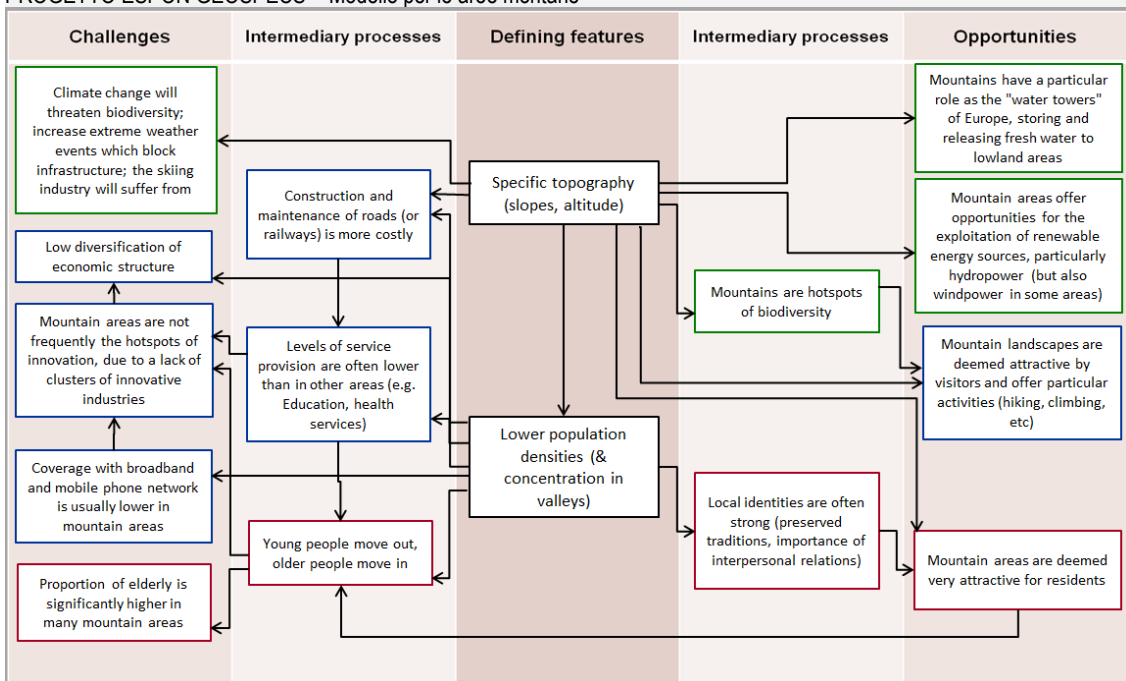 PROGETTO ESPON GEOSPECS – Modello per le aree montane
Challenges
Intermediary processes
Defining features
Intermediary processes
Opportunities
Climate change will
threaten biodiversity;
increase extreme weather
events which block
infrastructure; the skiing
industry will suffer from
Low diversification of
economic structure
Mountain areas are not
frequently the hotspots of
innovation, due to a lack of
clusters of innovative
industries
Coverage with broadband
and mobile phone network
is usually lower in
mountain areas
Proportion of elderly is
significantly higher in
many mountain areas
Construction and
maintenance of roads (or
railways) is more costly
Levels of service
provision are often lower
than in other areas (e.g.
Education, health
services)
Young people move out,
older people move in
Specific topography
(slopes, altitude)
Lower population
densities (&
concentration in
valleys)
Mountains are hotspots
of biodiversity
Local identities are often
strong (preserved
traditions, importance of
interpersonal relations)
Mountains have a particular
role as the "water towers"
of Europe, storing and
releasing fresh water to
lowland areas
Mountain areas offer
opportunities for the
exploitation of renewable
energy sources, particularly
hydropower (but also
windpower in some areas)
Mountain landscapes are
deemed attractive by
visitors and offer particular
activities (hiking, climbing,
etc)
Mountain areas are deemed
very attractive for residents